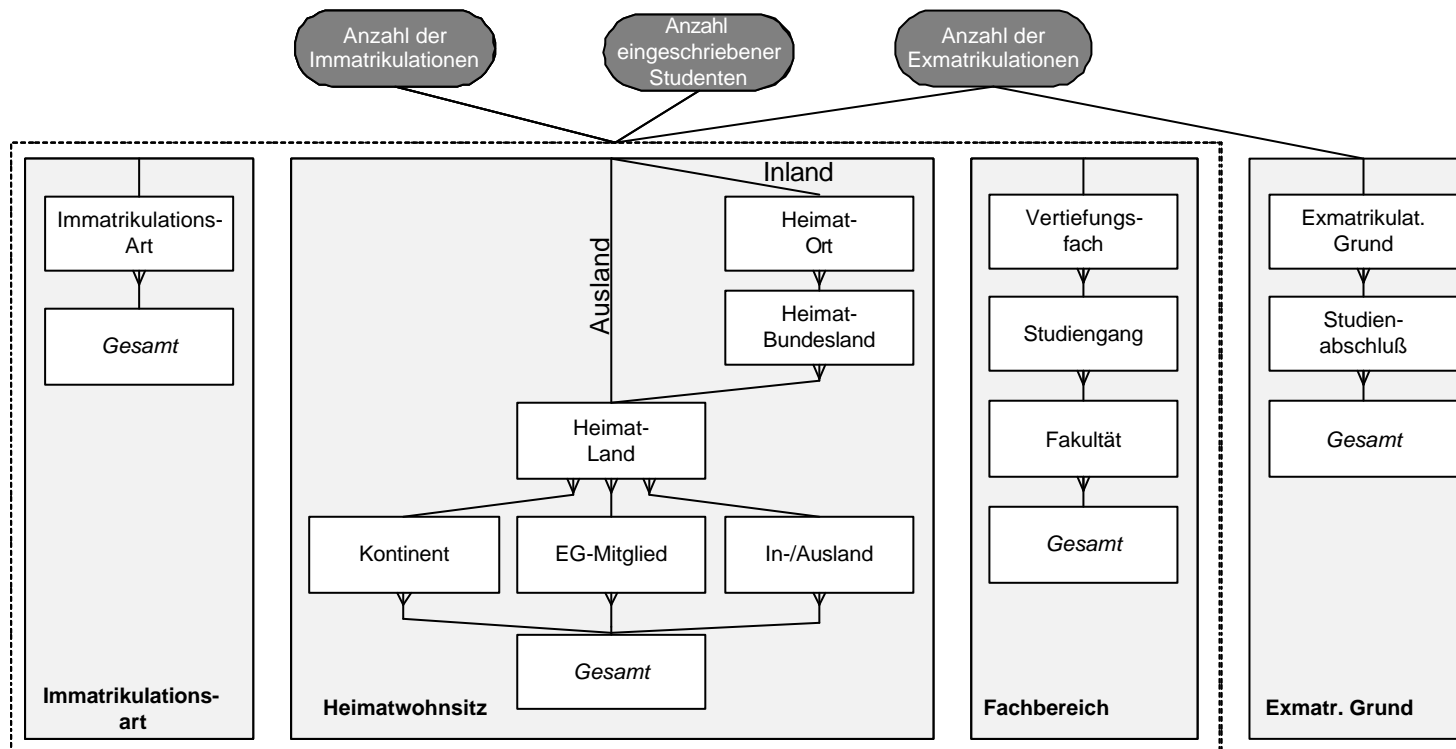 Anzahl der
Immatrikulationen
Anzahl
eingeschriebener
Studenten
Anzahl der
Exmatrikulationen
Immatrikulations-
Art
Gesamt
Immatrikulations-
art
Inland
Ausland
Heimat-
Ort
Heimat-
Bundesland
Heimat-
Land
Kontinent
EG-Mitglied
In-/Ausland
Gesamt
Heimatwohnsitz
Vertiefungs-
fach
Studiengang
Fakultät
Gesamt
Fachbereich
Exmatrikulat.
Grund
Studien-
abschluß
Gesamt
Exmatr. Grund